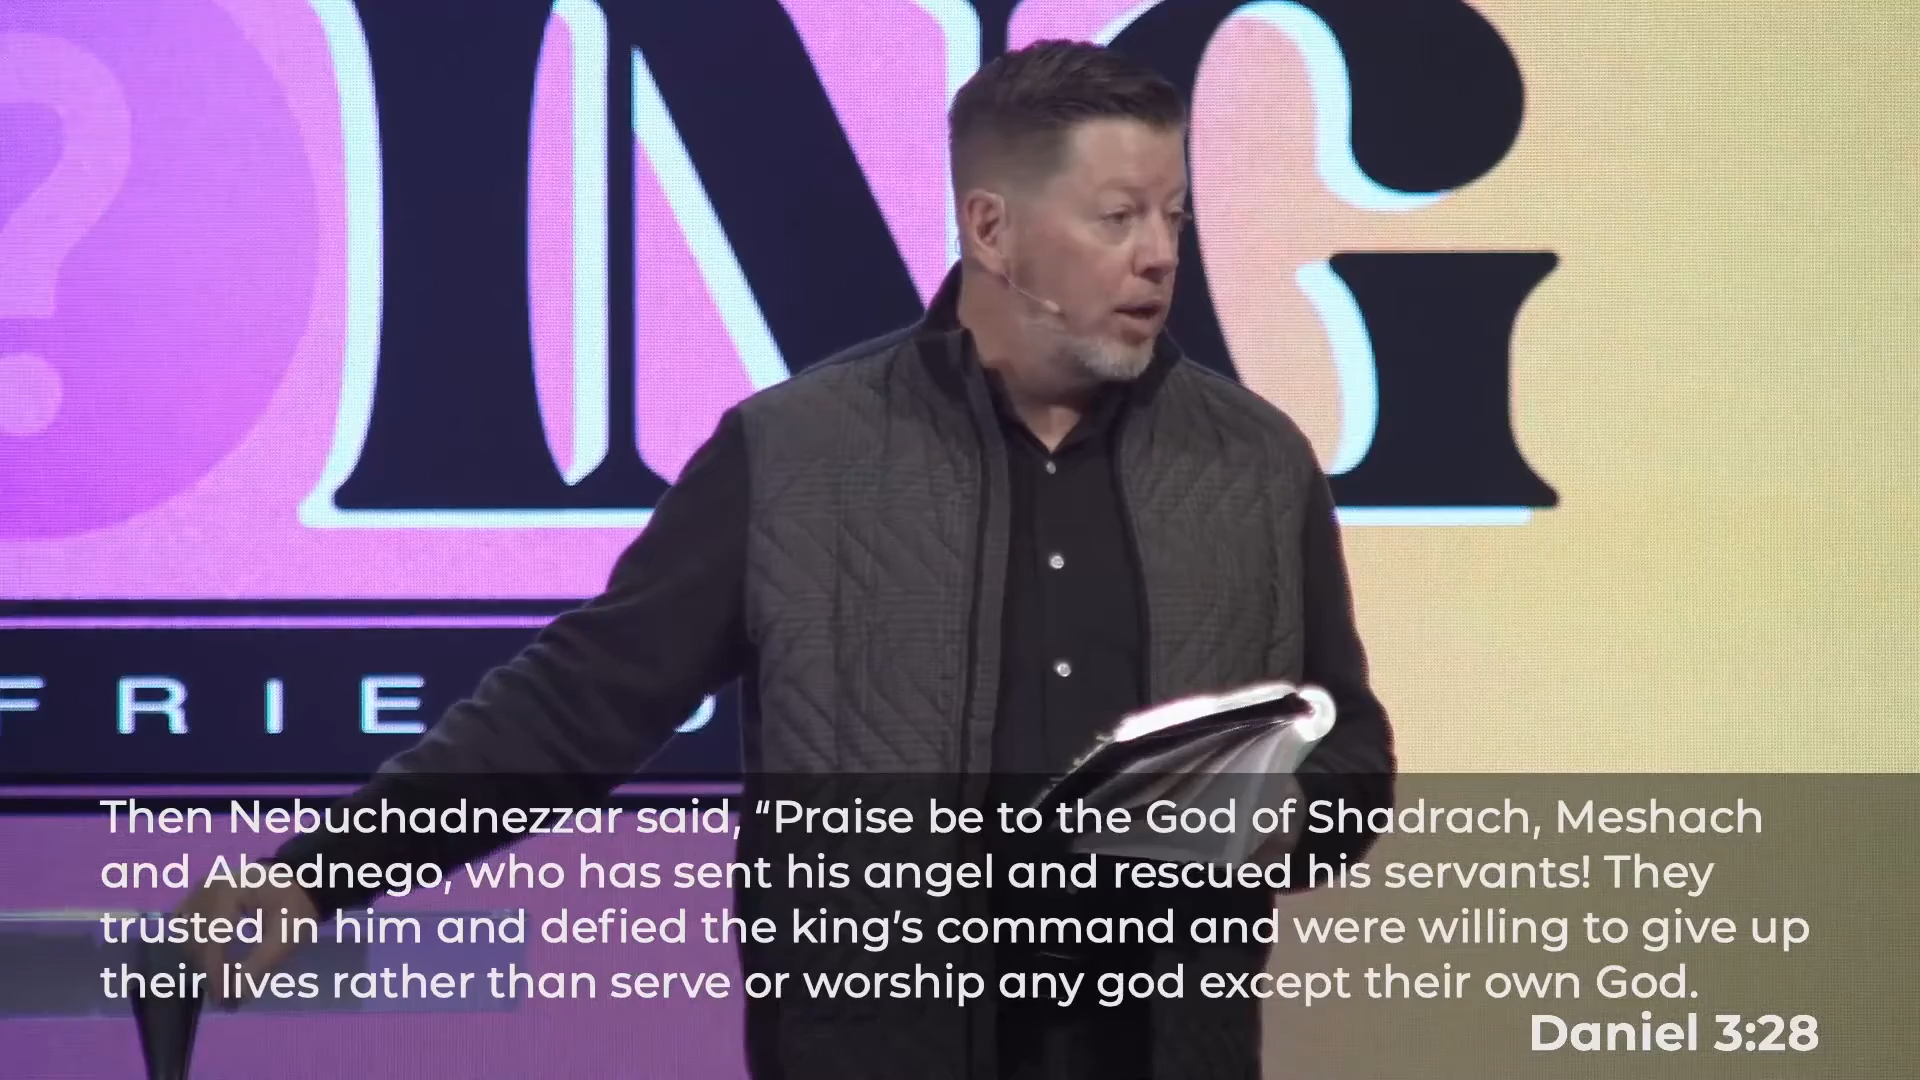 ?
NG
FRIE
Then Nebuchadnezzar said, “Praise be to the God of Shadrach, Meshach
and Abednego, who has sent his angel and rescued his servants! They
trusted in him and defied the king’s command and were willing to give up
their lives rather than serve or worship any god except their own God.
Daniel 3:28